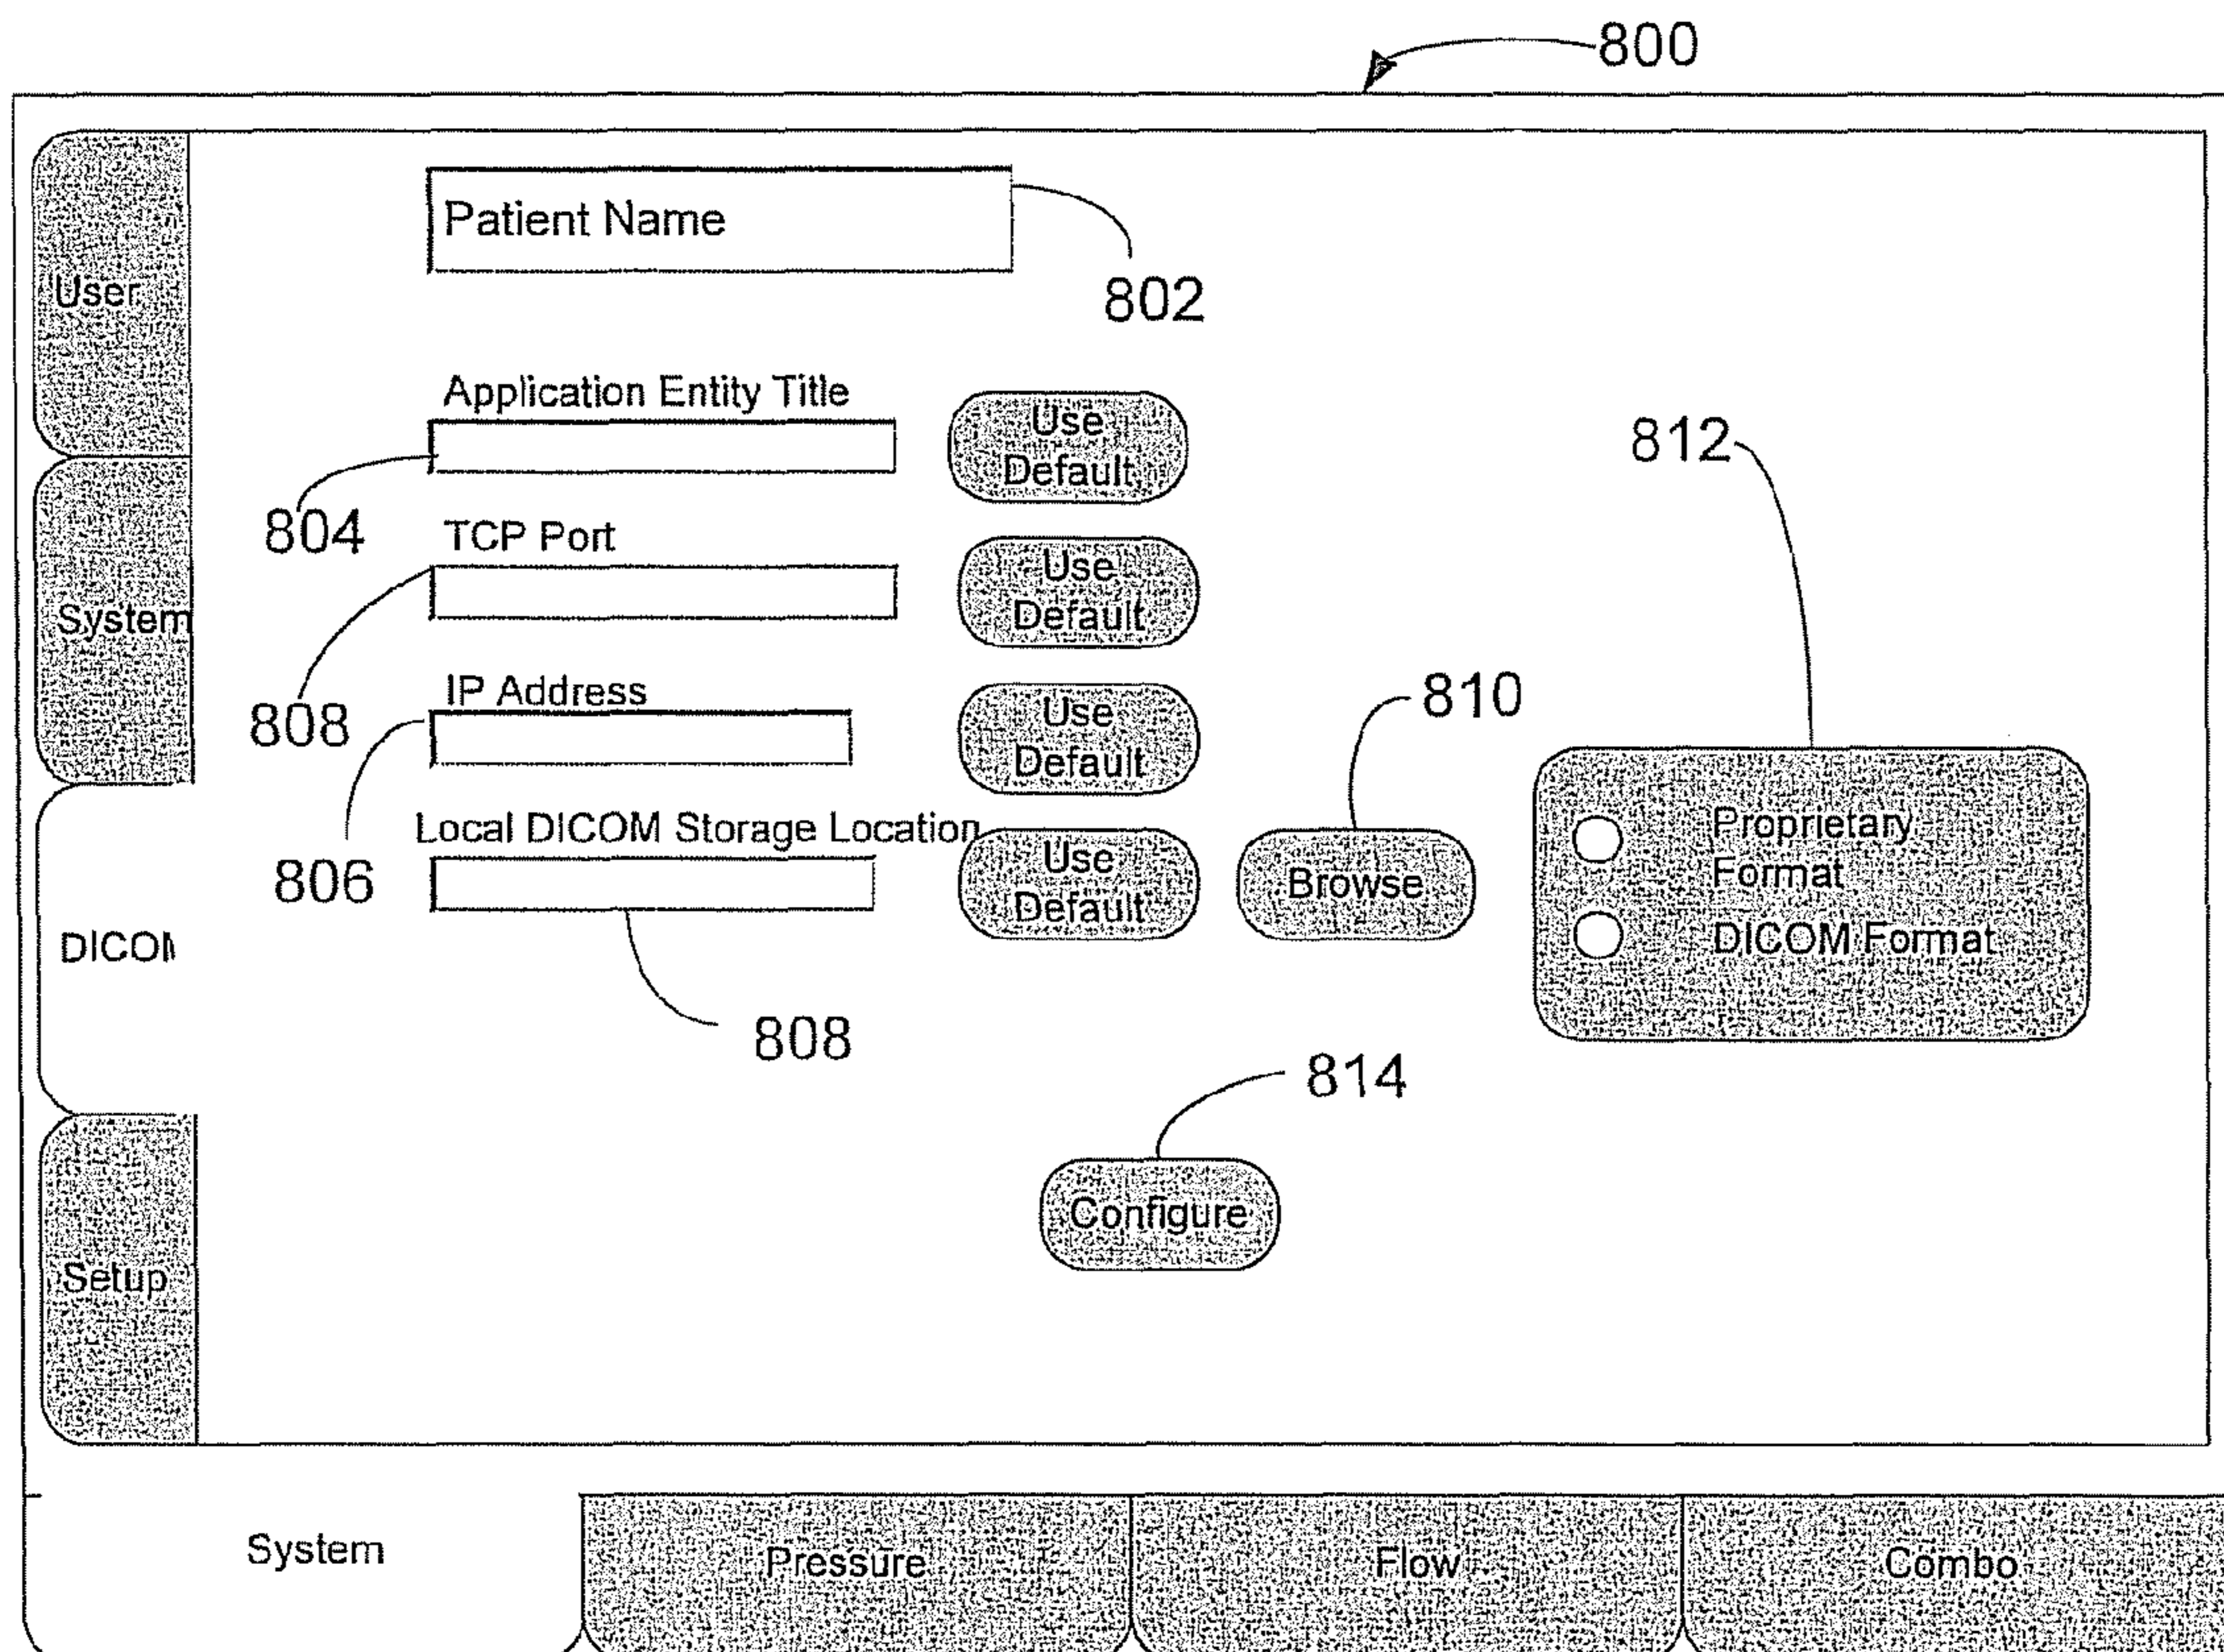 800
Patient Name
802
User
Application Entity Title
Use
Default
804
812
TCP Port
Use
Default
System
808
IP Address
Use
Default
810
806
Local DICOM Storage Location
Use
Default
Browse
Proprietary
Format
DICOM Format
DICOM
808
814
Configure
Setup
System
Pressure
Flow
Combo